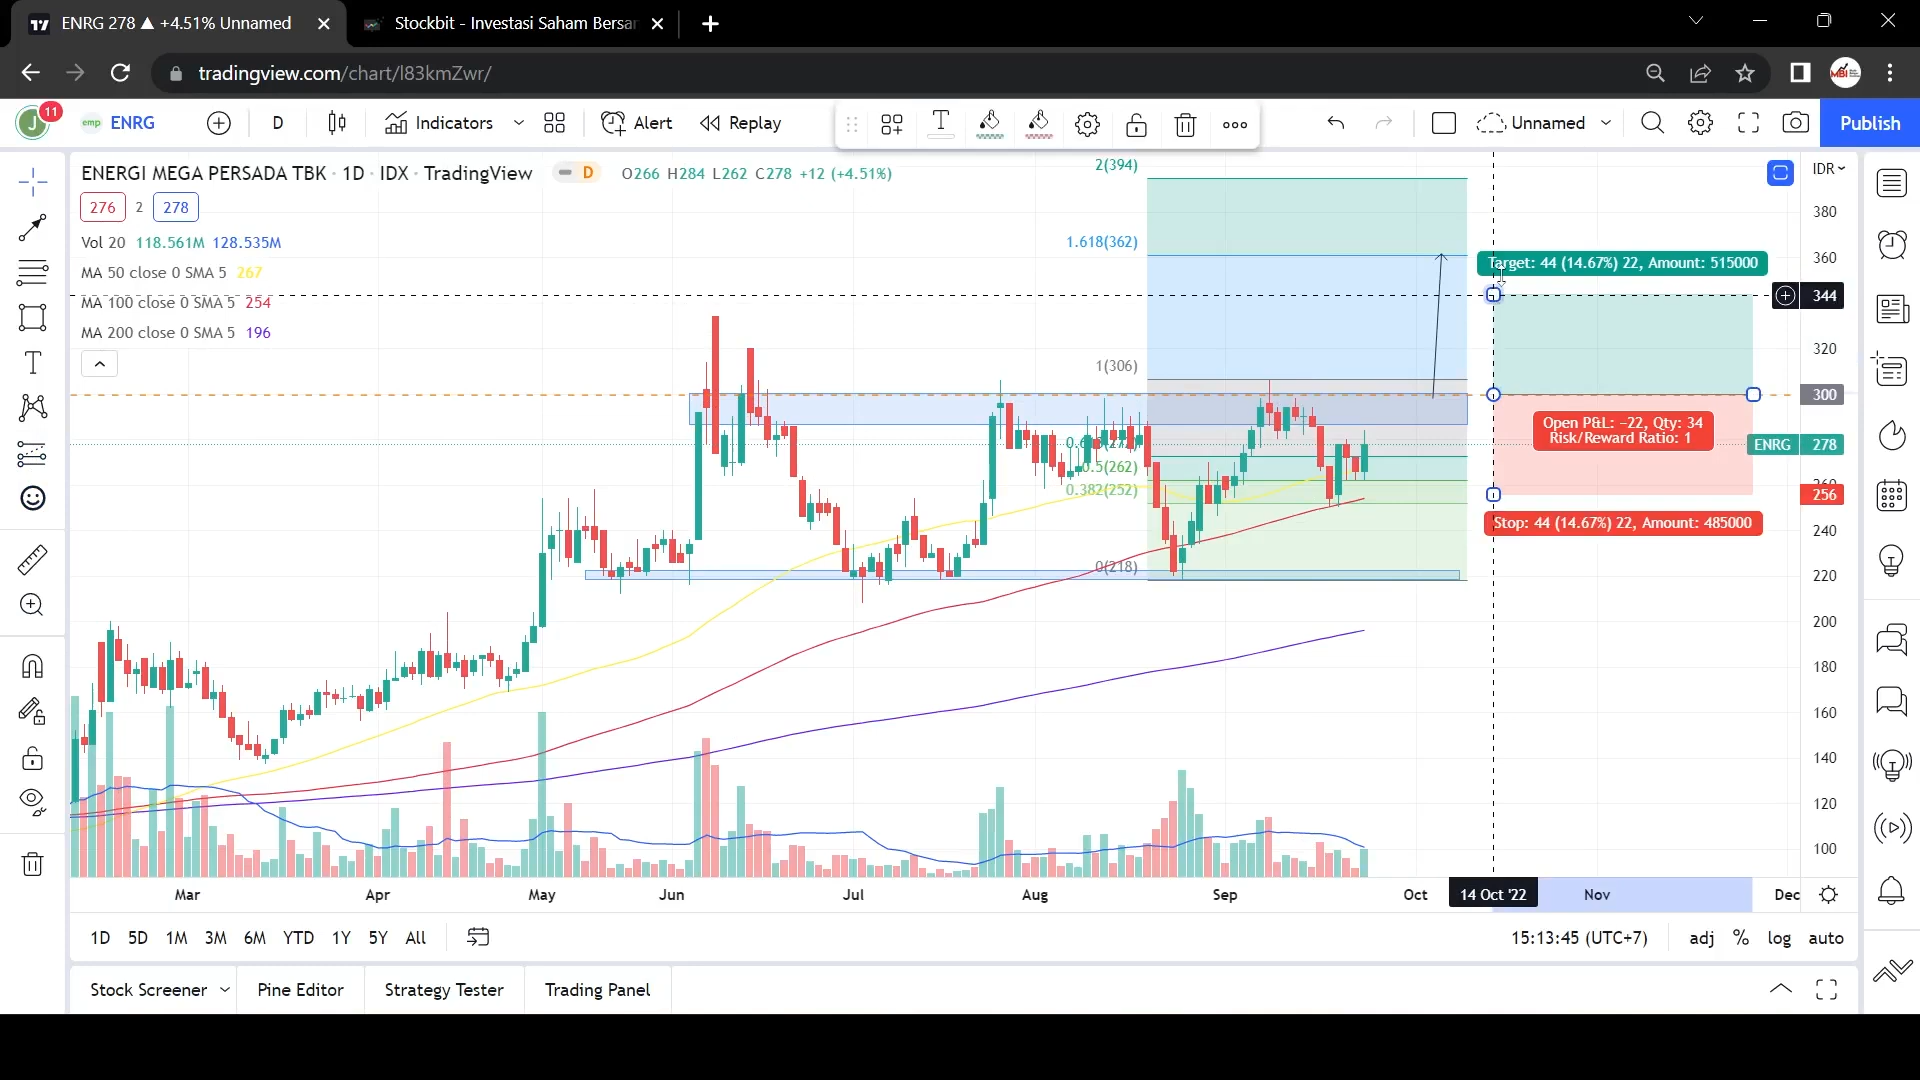 ENRG 278 ▲ +4.51% Unnamed
Stockbit - Investasi Saham Bersar
tradingview.com/chart/l83kmZwr/
MBI
J 11 emp ENRG D Indicators Alert Replay Unnamed Publish
ENERGI MEGA PERSADA TBK · 1D · IDX · TradingView D O266 H284 L262 C278 +12 (+4.51%)
276 2 278
Vol 20 118.561M 128.535M
MA 50 close 0 SMA 5 267
MA 100 close 0 SMA 5 254
MA 200 close 0 SMA 5 196
2(394)
1.618(362)
1(306)
0.5(262)
0.382(252)
0(218)
Target: 44 (14.67%) 22, Amount: 515000
Open P&L: -22, Qty: 34
Risk/Reward Ratio: 1
Stop: 44 (14.67%) 22, Amount: 485000
IDR
380
360
344
320
300
ENRG 278
260
256
240
220
200
180
160
140
120
100
Mar Apr May Jun Jul Aug Sep Oct 14 Oct '22 Nov Dec
1D 5D 1M 3M 6M YTD 1Y 5Y All 15:13:45 (UTC+7) adj % log auto
Stock Screener Pine Editor Strategy Tester Trading Panel